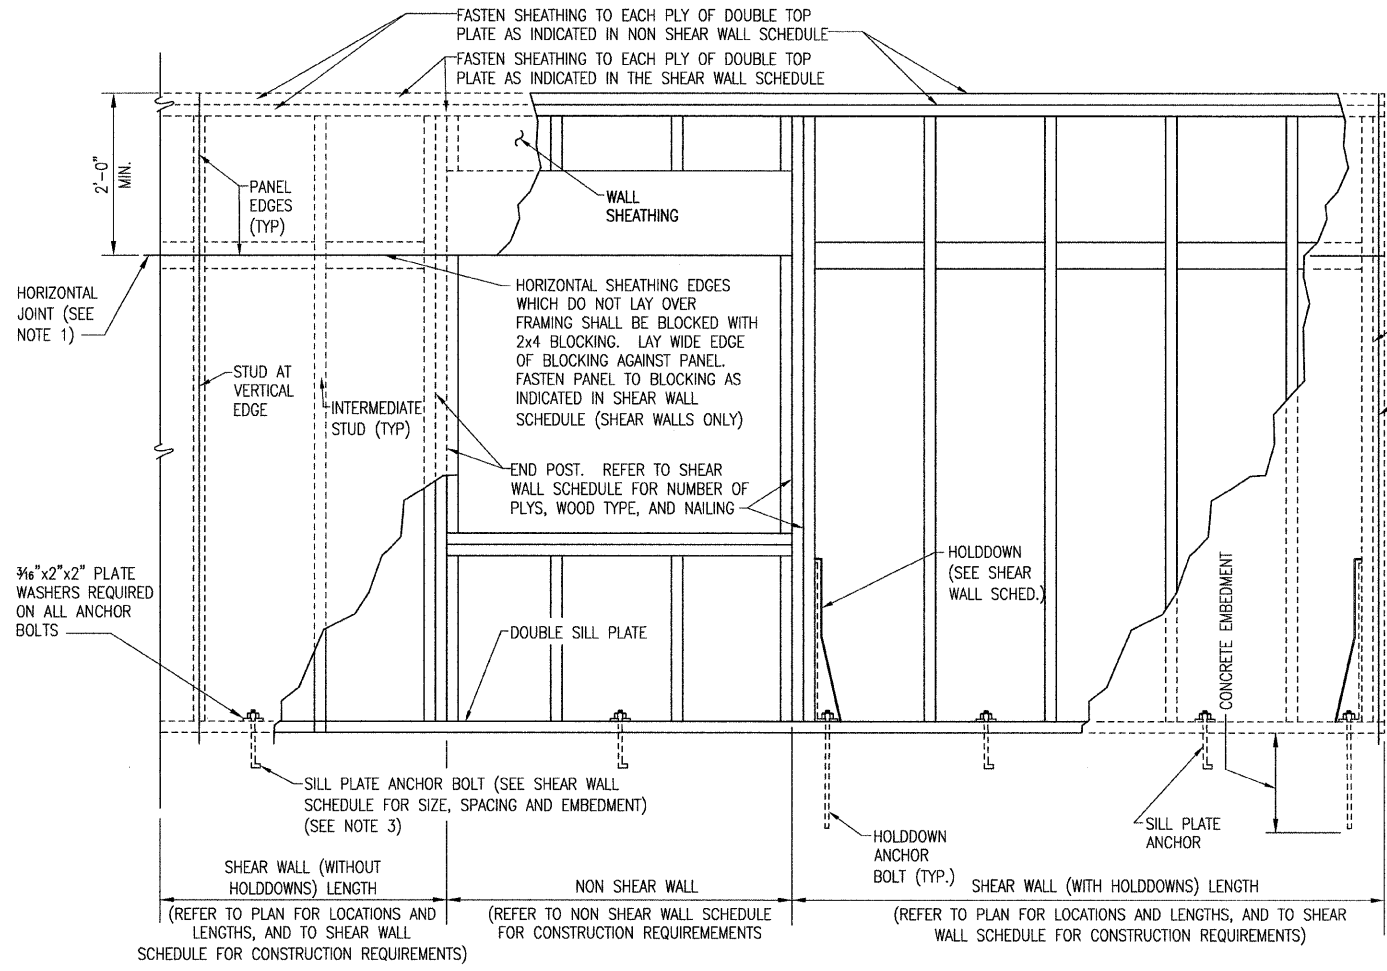 FASTEN SHEATHING TO EACH PLY OF DOUBLE TOP
PLATE AS INDICATED IN NON SHEAR WALL SCHEDULE
FASTEN SHEATHING TO EACH PLY OF DOUBLE TOP
PLATE AS INDICATED IN THE SHEAR WALL SCHEDULE
2'-0"
MIN.
PANEL
EDGES
(TYP)
WALL
SHEATHING
HORIZONTAL
JOINT (SEE
NOTE 1)
HORIZONTAL SHEATHING EDGES
WHICH DO NOT LAY OVER
FRAMING SHALL BE BLOCKED WITH
2x4 BLOCKING. LAY WIDE EDGE
OF BLOCKING AGAINST PANEL.
FASTEN PANEL TO BLOCKING AS
INDICATED IN SHEAR WALL
SCHEDULE (SHEAR WALLS ONLY)
STUD AT
VERTICAL
EDGE
INTERMEDIATE
STUD (TYP)
END POST. REFER TO SHEAR
WALL SCHEDULE FOR NUMBER OF
PLYS, WOOD TYPE, AND NAILING
3/16"x2"x2" PLATE
WASHERS REQUIRED
ON ALL ANCHOR
BOLTS
HOLDDOWN
(SEE SHEAR
WALL SCHED.)
CONCRETE EMBEDMENT
DOUBLE SILL PLATE
SILL PLATE ANCHOR BOLT (SEE SHEAR WALL
SCHEDULE FOR SIZE, SPACING AND EMBEDMENT)
(SEE NOTE 3)
HOLDDOWN
ANCHOR
BOLT (TYP.)
SILL PLATE
ANCHOR
SHEAR WALL (WITHOUT
HOLDDOWNS) LENGTH
(REFER TO PLAN FOR LOCATIONS AND
LENGTHS, AND TO SHEAR WALL
SCHEDULE FOR CONSTRUCTION REQUIREMENTS)
NON SHEAR WALL
(REFER TO NON SHEAR WALL SCHEDULE
FOR CONSTRUCTION REQUIREMEMENTS
SHEAR WALL (WITH HOLDDOWNS) LENGTH
(REFER TO PLAN FOR LOCATIONS AND LENGTHS, AND TO SHEAR
WALL SCHEDULE FOR CONSTRUCTION REQUIREMENTS)